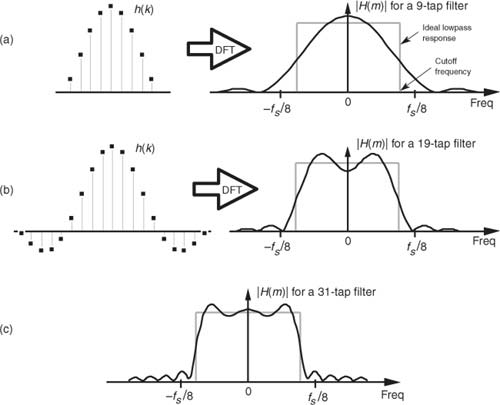 (a)
h(k)
DFT
|H(m)| for a 9-tap filter
Ideal lowpass
response
Cutoff
frequency
–fs/8
0
fs/8
Freq
(b)
h(k)
DFT
|H(m)| for a 19-tap filter
–fs/8
0
fs/8
Freq
(c)
|H(m)| for a 31-tap filter
–fs/8
0
fs/8
Freq